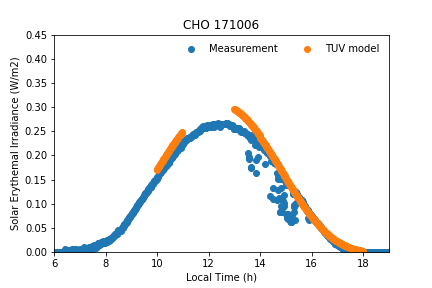 CHO 171006
Measurement TUV model
Solar Erythemal Irradiance (W/m2)
0.45
0.40
0.35
0.30
0.25
0.20
0.15
0.10
0.05
0.00
6 8 10 12 14 16 18
Local Time (h)